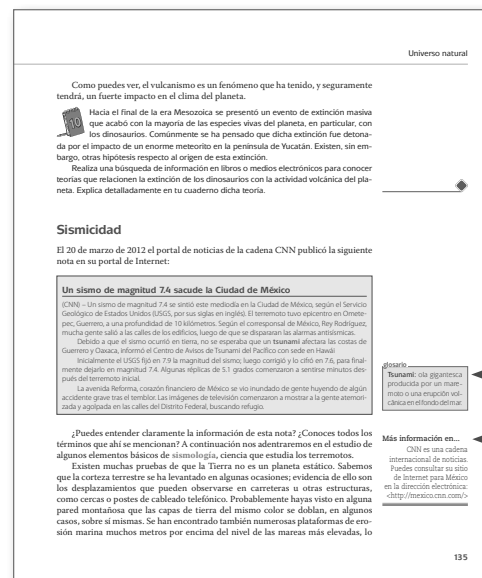 Universo natural
Como puedes ver, el vulcanismo es un fenómeno que ha tenido, y seguramente
tendrá, un fuerte impacto en el clima del planeta.
10
Hacia el final de la era Mesozoica se presentó un evento de extinción masiva
que acabó con la mayoría de las especies vivas del planeta, en particular, con
los dinosaurios. Comúnmente se ha pensado que dicha extinción fue detona-
da por el impacto de un enorme meteorito en la península de Yucatán. Existen, sin em-
bargo, otras hipótesis respecto al origen de esta extinción.
Realiza una búsqueda de información en libros o medios electrónicos para conocer
teorías que relacionen la extinción de los dinosaurios con la actividad volcánica del pla-
neta. Explica detalladamente en tu cuaderno dicha teoría.
Sismicidad
El 20 de marzo de 2012 el portal de noticias de la cadena CNN publicó la siguiente
nota en su portal de Internet:
Un sismo de magnitud 7.4 sacude la Ciudad de México
(CNN) – Un sismo de magnitud 7.4 se sintió este mediodía en la Ciudad de México, según el Servicio
Geológico de Estados Unidos (USGS, por sus siglas en inglés). El terremoto tuvo epicentro en Omete-
pec, Guerrero, a una profundidad de 10 kilómetros. Según el corresponsal de México, Rey Rodríguez,
mucha gente salió a las calles de los edificios, luego de que se dispararan las alarmas antisísmicas.
Debido a que el sismo ocurrió en tierra, no se esperaba que un tsunami afectara las costas de
Guerrero y Oaxaca, informó el Centro de Avisos de Tsunami del Pacífico con sede en Hawái
Inicialmente el USGS fijó en 7.9 la magnitud del sismo; luego corrigió y lo cifró en 7.6, para final-
mente dejarlo en magnitud 7.4. Algunas réplicas de 5.1 grados comenzaron a sentirse minutos des-
pués del terremoto inicial.
La avenida Reforma, corazón financiero de México se vio inundado de gente huyendo de algún
accidente grave tras el temblor. Las imágenes de televisión comenzaron a mostrar a la gente atemori-
zada y agolpada en las calles del Distrito Federal, buscando refugio.
glosario
Tsunami: ola gigantesca
producida por un mare-
moto o una erupción vol-
cánica en el fondo del mar.
¿Puedes entender claramente la información de esta nota? ¿Conoces todos los
términos que ahí se mencionan? A continuación nos adentraremos en el estudio de
algunos elementos básicos de sismología, ciencia que estudia los terremotos.
Existen muchas pruebas de que la Tierra no es un planeta estático. Sabemos
que la corteza terrestre se ha levantado en algunas ocasiones; evidencia de ello son
los desplazamientos que pueden observarse en carreteras u otras estructuras,
como cercas o postes de cableado telefónico. Probablemente hayas visto en alguna
pared montañosa que las capas de tierra del mismo color se doblan, en algunos
casos, sobre sí mismas. Se han encontrado también numerosas plataformas de ero-
sión marina muchos metros por encima del nivel de las mareas más elevadas, lo
Más información en...
CNN es una cadena
internacional de noticias.
Puedes consultar su sitio
de Internet para México
en la dirección electrónica:
<http://mexico.cnn.com/>
135